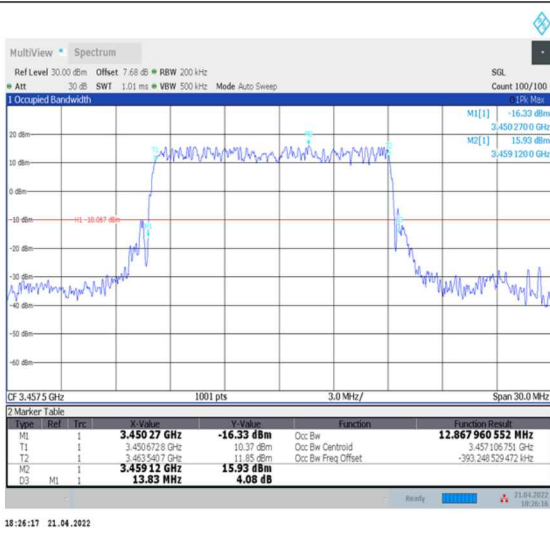 MultiView Spectrum
Ref Level 30.00 dBm Offset 7.68 dB RBW 200 kHz SGL
Att 30 dB SWT 1.01 ms VBW 500 kHz Mode Auto Sweep Count 100/100
1 Occupied Bandwidth 1Pk Max
M1[1] -16.33 dBm
3.450 270 0 GHz
M2[1] 15.93 dBm
3.459 120 0 GHz
20 dBm
10 dBm
0 dBm
-10 dBm H1 -10.067 dBm
-20 dBm
-30 dBm
-40 dBm
-50 dBm
-60 dBm
CF 3.457 5 GHz 1001 pts 3.0 MHz/ Span 30.0 MHz
2 Marker Table
Type Ref Trc X-Value Y-Value Function Function Result
M1 1 3.450 27 GHz -16.33 dBm Occ Bw 12.867 960 552 MHz
T1 1 3.450 672 8 GHz 10.37 dBm Occ Bw Centroid 3.457 106 751 GHz
T2 1 3.463 540 7 GHz 11.85 dBm Occ Bw Freq Offset -393.248 529 472 kHz
M2 1 3.459 12 GHz 15.93 dBm
D3 M1 1 13.83 MHz 4.08 dB
Ready 21.04.2022
18:26:16
18:26:17 21.04.2022